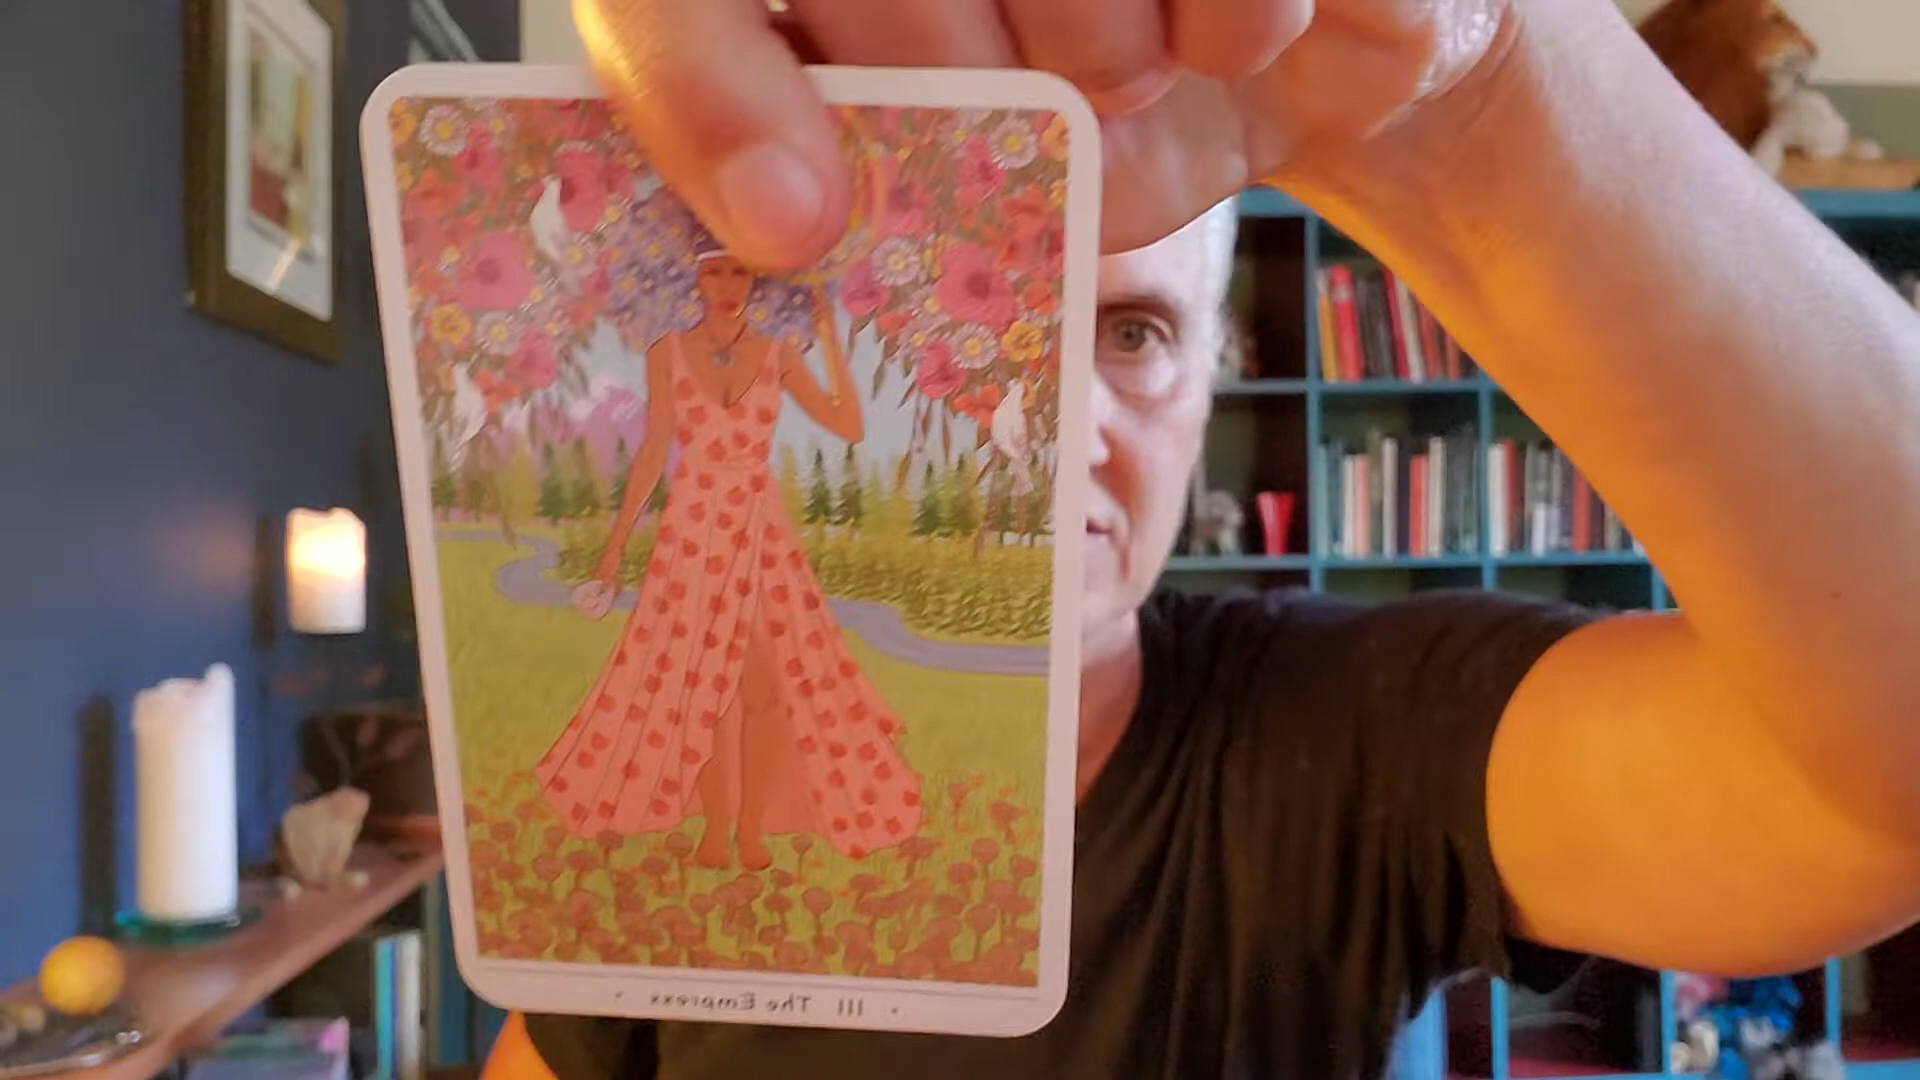 · III The Empress ·